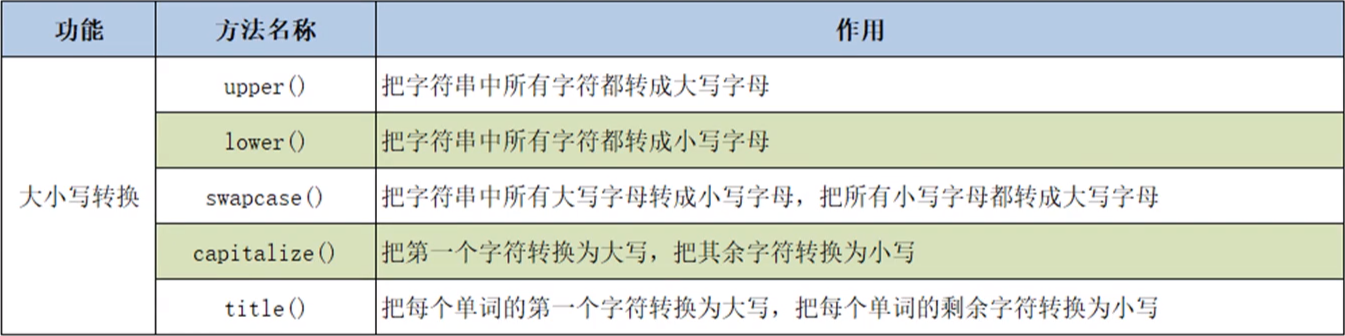 功能 方法名称 作用
upper() 把字符串中所有字符都转成大写字母
lower() 把字符串中所有字符都转成小写字母
大小写转换 swapcase() 把字符串中所有大写字母转成小写字母，把所有小写字母都转成大写字母
capitalize() 把第一个字符转换为大写，把其余字符转换为小写
title() 把每个单词的第一个字符转换为大写，把每个单词的剩余字符转换为小写